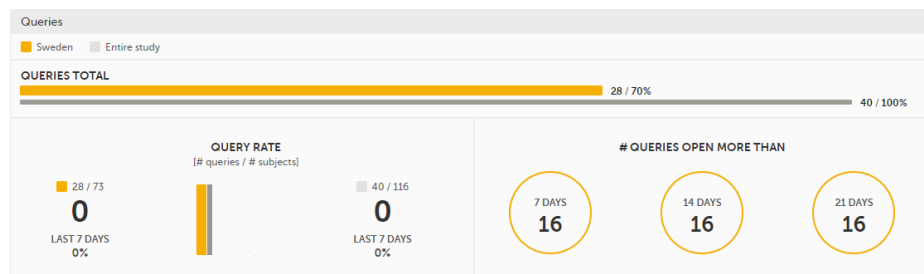 Queries
Sweden Entire study
QUERIES TOTAL
28 / 70%
40 / 100%
QUERY RATE
[# queries / # subjects]
28 / 73
0
LAST 7 DAYS
0%
40 / 116
0
LAST 7 DAYS
0%
# QUERIES OPEN MORE THAN
7 DAYS
16
14 DAYS
16
21 DAYS
16